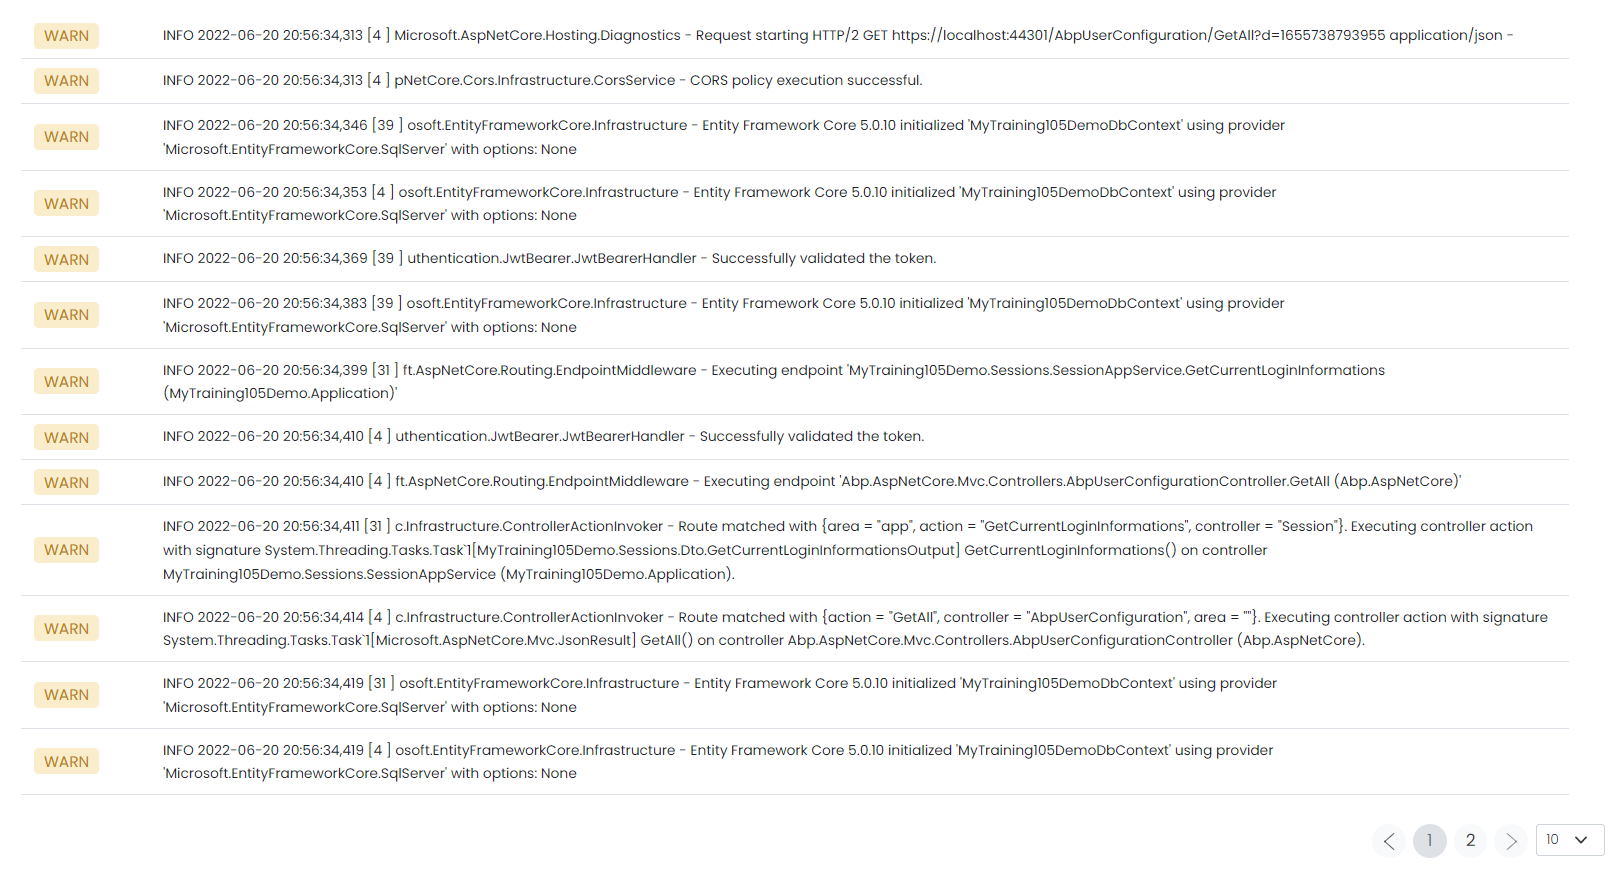 WARN INFO 2022-06-20 20:56:34,313 [4 ] Microsoft.AspNetCore.Hosting.Diagnostics - Request starting HTTP/2 GET https://localhost:44301/AbpUserConfiguration/GetAll?d=1655738793955 application/json -
WARN INFO 2022-06-20 20:56:34,313 [4 ] pNetCore.Cors.Infrastructure.CorsService - CORS policy execution successful.
WARN INFO 2022-06-20 20:56:34,346 [39 ] osoft.EntityFrameworkCore.Infrastructure - Entity Framework Core 5.0.10 initialized 'MyTraining105DemoDbContext' using provider
'Microsoft.EntityFrameworkCore.SqlServer' with options: None
WARN INFO 2022-06-20 20:56:34,353 [4 ] osoft.EntityFrameworkCore.Infrastructure - Entity Framework Core 5.0.10 initialized 'MyTraining105DemoDbContext' using provider
'Microsoft.EntityFrameworkCore.SqlServer' with options: None
WARN INFO 2022-06-20 20:56:34,369 [39 ] uthentication.JwtBearer.JwtBearerHandler - Successfully validated the token.
WARN INFO 2022-06-20 20:56:34,383 [39 ] osoft.EntityFrameworkCore.Infrastructure - Entity Framework Core 5.0.10 initialized 'MyTraining105DemoDbContext' using provider
'Microsoft.EntityFrameworkCore.SqlServer' with options: None
WARN INFO 2022-06-20 20:56:34,399 [31 ] ft.AspNetCore.Routing.EndpointMiddleware - Executing endpoint 'MyTraining105Demo.Sessions.SessionAppService.GetCurrentLoginInformations
(MyTraining105Demo.Application)'
WARN INFO 2022-06-20 20:56:34,410 [4 ] uthentication.JwtBearer.JwtBearerHandler - Successfully validated the token.
WARN INFO 2022-06-20 20:56:34,410 [4 ] ft.AspNetCore.Routing.EndpointMiddleware - Executing endpoint 'Abp.AspNetCore.Mvc.Controllers.AbpUserConfigurationController.GetAll (Abp.AspNetCore)'
WARN INFO 2022-06-20 20:56:34,411 [31 ] c.Infrastructure.ControllerActionInvoker - Route matched with {area = "app", action = "GetCurrentLoginInformations", controller = "Session"}. Executing controller action
with signature System.Threading.Tasks.Task`1[MyTraining105Demo.Sessions.Dto.GetCurrentLoginInformationsOutput] GetCurrentLoginInformations() on controller
MyTraining105Demo.Sessions.SessionAppService (MyTraining105Demo.Application).
WARN INFO 2022-06-20 20:56:34,414 [4 ] c.Infrastructure.ControllerActionInvoker - Route matched with {action = "GetAll", controller = "AbpUserConfiguration", area = ""}. Executing controller action with signature
System.Threading.Tasks.Task`1[Microsoft.AspNetCore.Mvc.JsonResult] GetAll() on controller Abp.AspNetCore.Mvc.Controllers.AbpUserConfigurationController (Abp.AspNetCore).
WARN INFO 2022-06-20 20:56:34,419 [31 ] osoft.EntityFrameworkCore.Infrastructure - Entity Framework Core 5.0.10 initialized 'MyTraining105DemoDbContext' using provider
'Microsoft.EntityFrameworkCore.SqlServer' with options: None
WARN INFO 2022-06-20 20:56:34,419 [4 ] osoft.EntityFrameworkCore.Infrastructure - Entity Framework Core 5.0.10 initialized 'MyTraining105DemoDbContext' using provider
'Microsoft.EntityFrameworkCore.SqlServer' with options: None
1 2 10